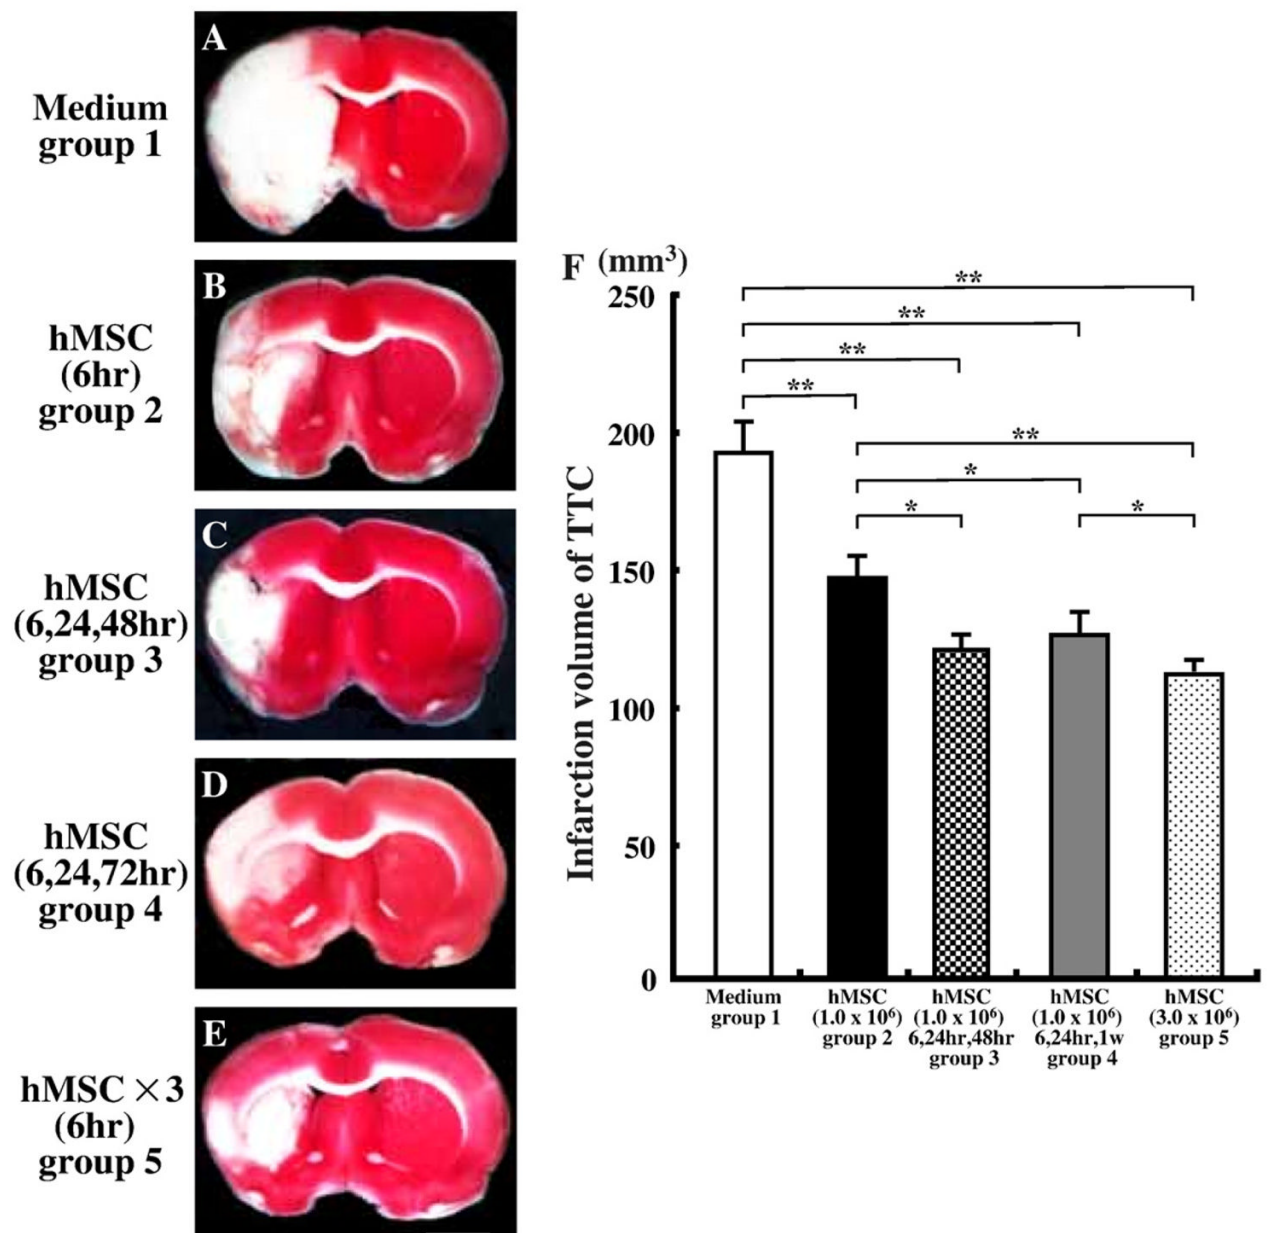 A
Medium
group 1
B
hMSC
(6hr)
group 2
C
hMSC
(6,24,48hr)
group 3
D
hMSC
(6,24,72hr)
group 4
E
hMSC ×3
(6hr)
group 5
F (mm³)
Infarction volume of TTC
250
200
150
100
50
0
**
**
**
**
**
*
*
*
Medium
group 1
hMSC
(1.0 x 10⁶)
group 2
hMSC
(1.0 x 10⁶)
6,24hr,48hr
group 3
hMSC
(1.0 x 10⁶)
6,24hr,1w
group 4
hMSC
(3.0 x 10⁶)
group 5